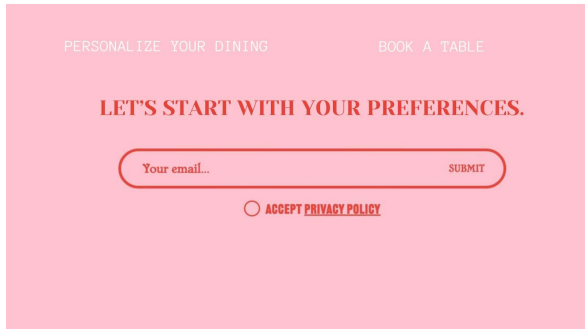 PERSONALIZE YOUR DINING BOOK A TABLE
LET'S START WITH YOUR PREFERENCES.
Your email... SUBMIT
ACCEPT PRIVACY POLICY